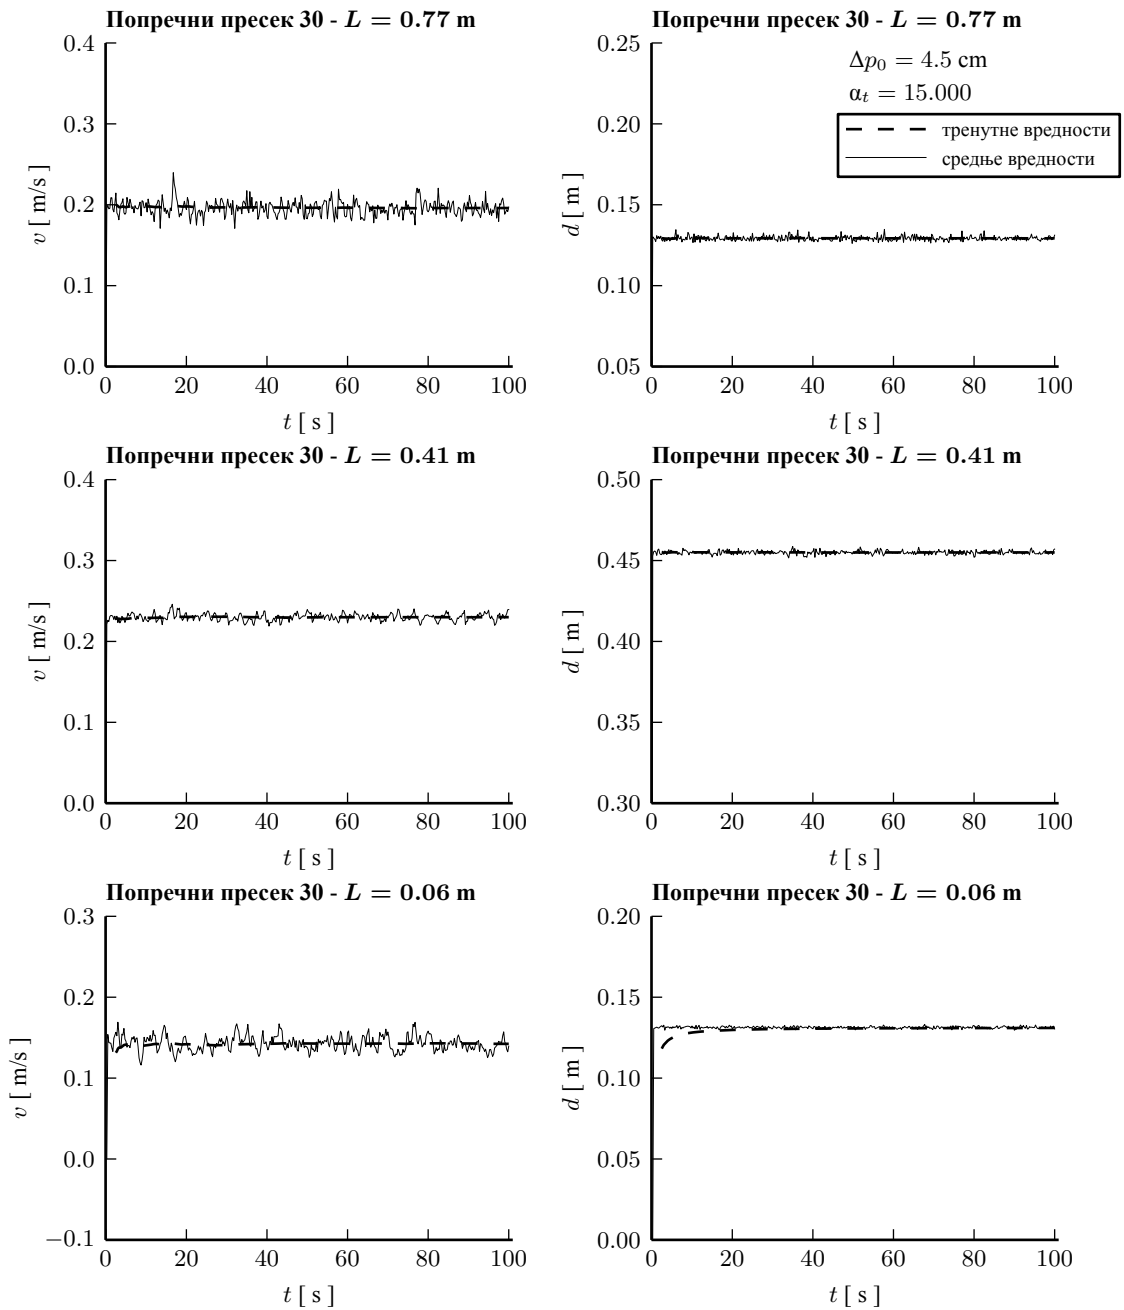 Попречни пресек 30 - L = 0.77 m
0.4
0.3
0.2
0.1
0.0
v [ m/s ]
0 20 40 60 80 100
t [ s ]
Попречни пресек 30 - L = 0.77 m
Δp₀ = 4.5 cm
αₜ = 15.000
тренутне вредности
средње вредности
0.25
0.20
0.15
0.10
0.05
d [ m ]
0 20 40 60 80 100
t [ s ]
Попречни пресек 30 - L = 0.41 m
0.4
0.3
0.2
0.1
0.0
v [ m/s ]
0 20 40 60 80 100
t [ s ]
Попречни пресек 30 - L = 0.41 m
0.50
0.45
0.40
0.35
0.30
d [ m ]
0 20 40 60 80 100
t [ s ]
Попречни пресек 30 - L = 0.06 m
0.3
0.2
0.1
0.0
−0.1
v [ m/s ]
0 20 40 60 80 100
t [ s ]
Попречни пресек 30 - L = 0.06 m
0.20
0.15
0.10
0.05
0.00
d [ m ]
0 20 40 60 80 100
t [ s ]